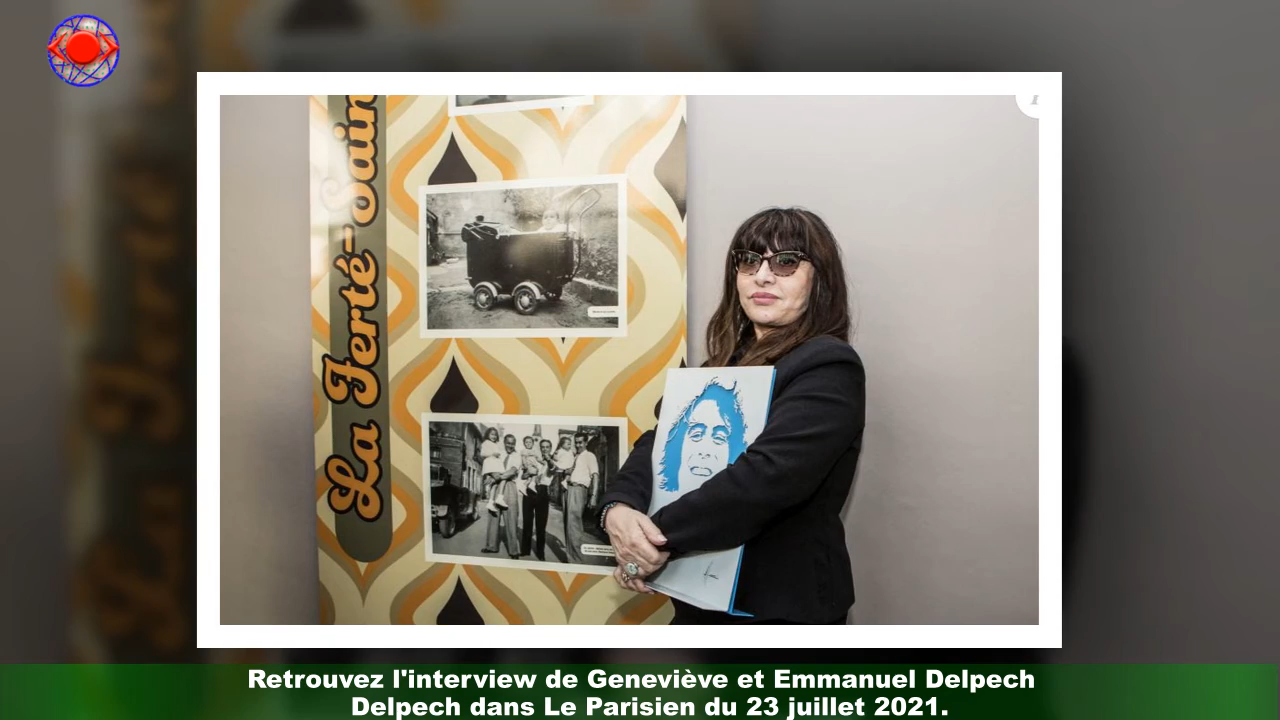 La Ferté-Sain
Retrouvez l'interview de Geneviève et Emmanuel Delpech
Delpech dans Le Parisien du 23 juillet 2021.